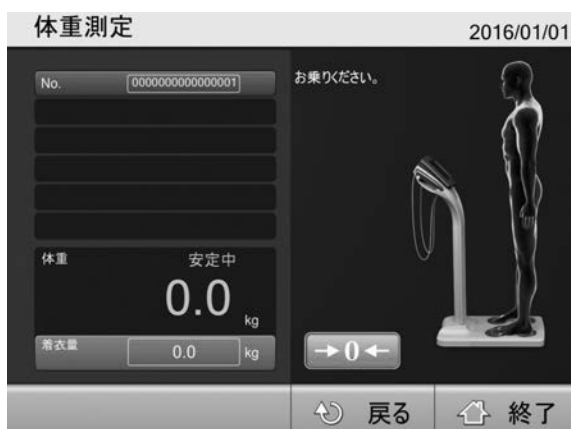 体重測定
2016/01/01
No. 0000000000000001
お乗りください。
体重 安定中
0.0 kg
着衣量 0.0 kg
→0←
戻る
終了